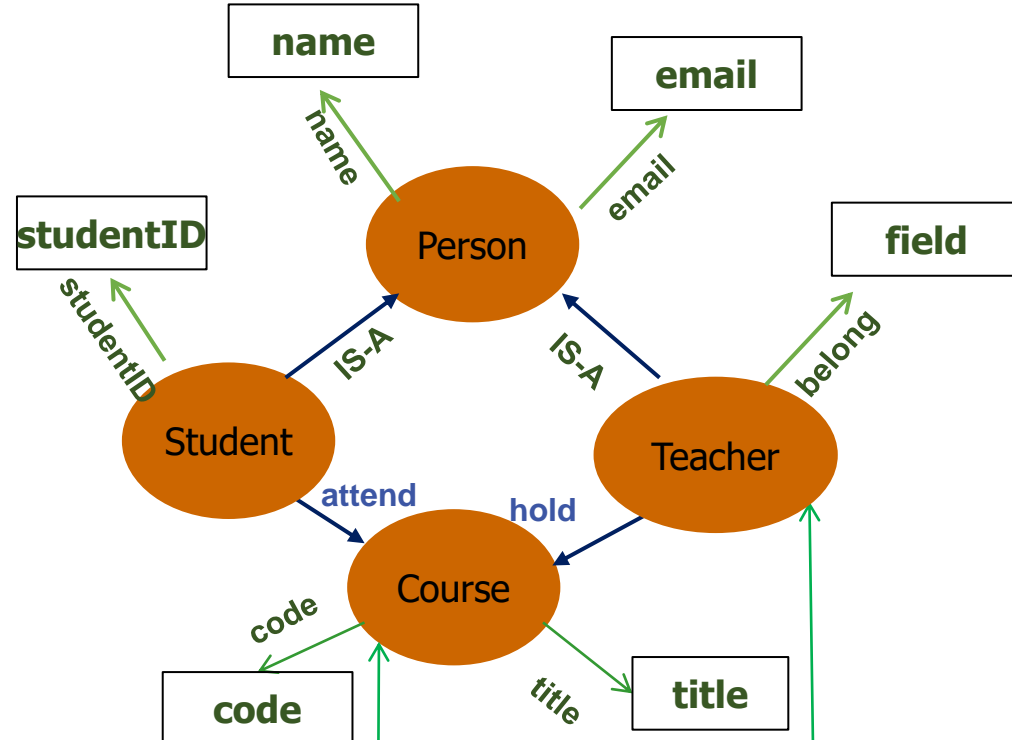 name
email
name
email
studentID
field
Person
studentID
IS-A
IS-A
belong
Student
Teacher
attend
hold
Course
code
title
code
title